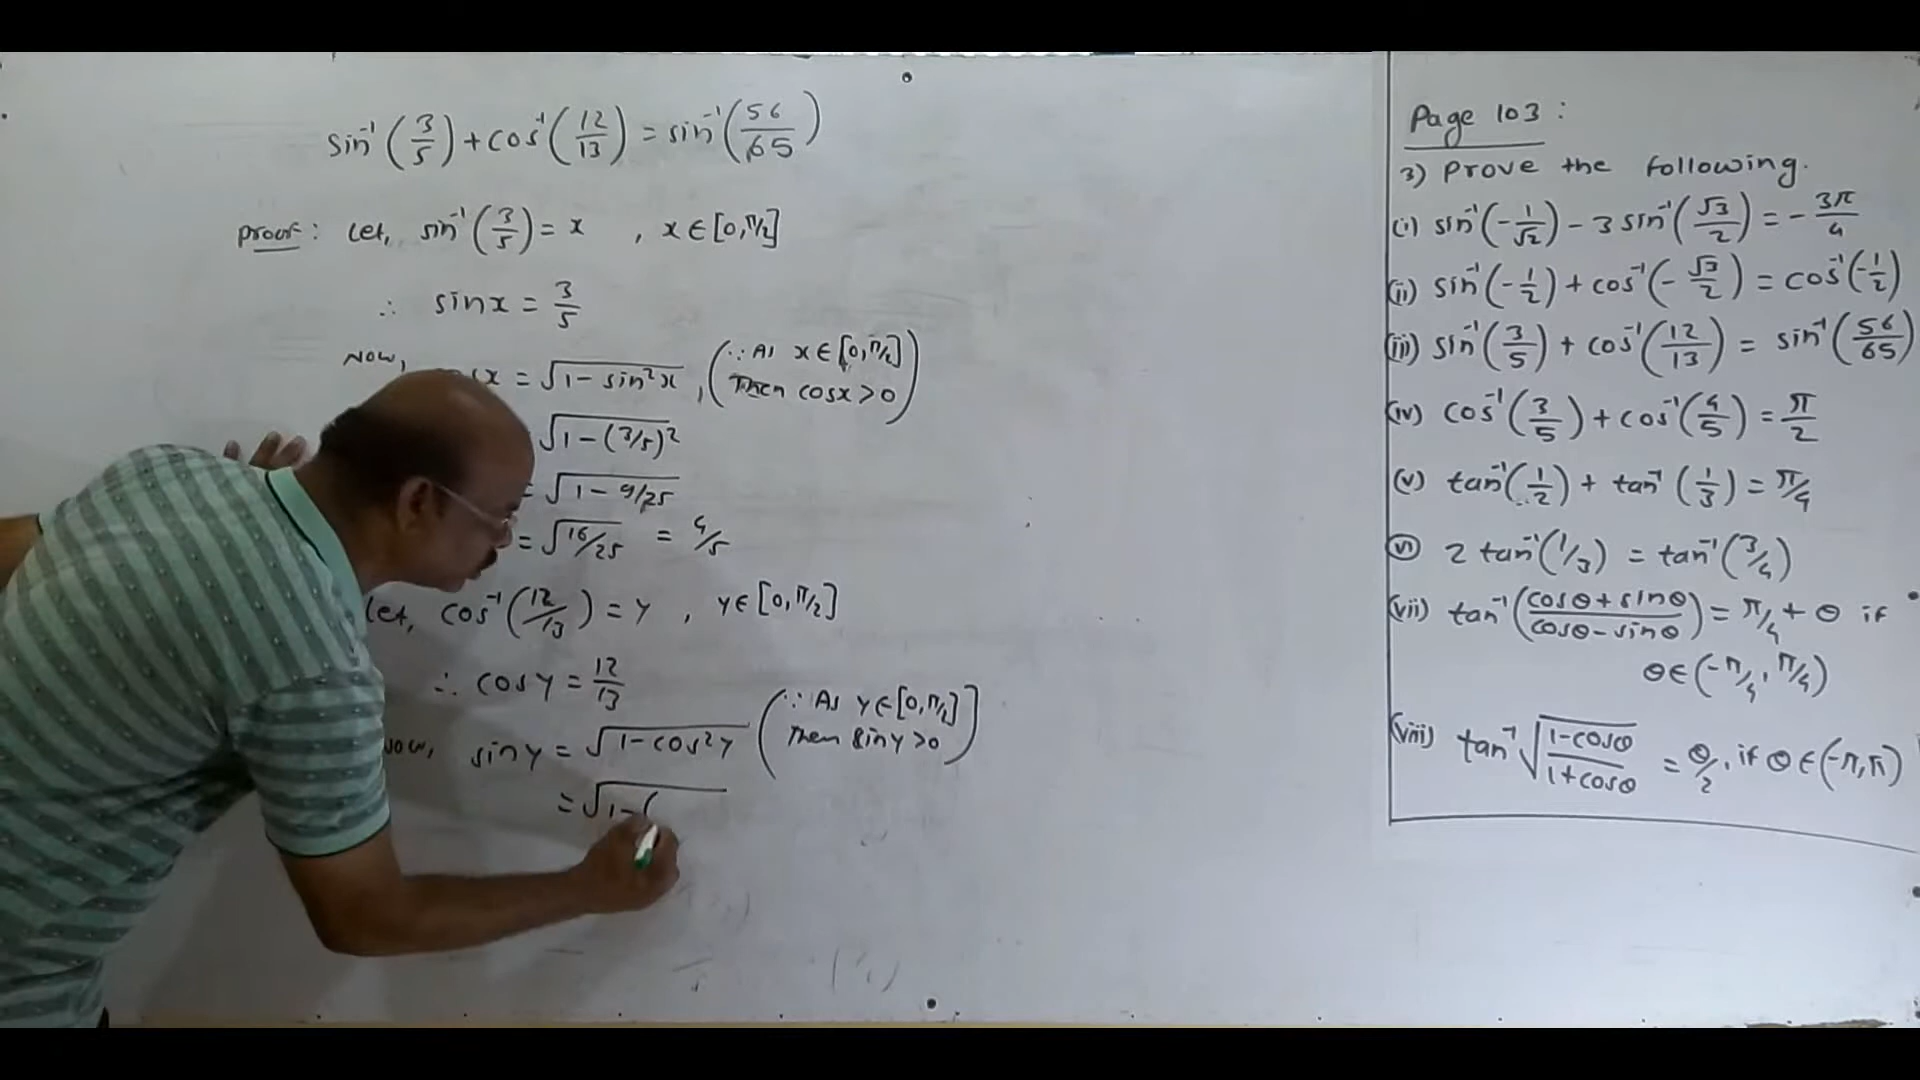 sin⁻¹(3/5) + cos⁻¹(12/13) = sin⁻¹(56/65)
Proof: Let, sin⁻¹(3/5) = x , x∈[0,π/2]
∴ sinx = 3/5
Now, x = √(1-sin²x) , (∵ As x∈[0,π/2]
Then cosx>0)
√(1-(3/5)²)
= √(1-9/25)
= √(16/25) = 4/5
Let, cos⁻¹(12/13) = y , y∈[0,π/2]
∴ cosy = 12/13
Now, siny = √(1-cos²y) (∵ As y∈[0,π/2]
Then siny>0)
= √(1-(
Page 103:
3) Prove the following.
(i) sin⁻¹(-1/√2) - 3 sin⁻¹(√3/2) = -3π/4
(ii) sin⁻¹(-1/2) + cos⁻¹(-√3/2) = cos⁻¹(-1/2)
(iii) sin⁻¹(3/5) + cos⁻¹(12/13) = sin⁻¹(56/65)
(iv) cos⁻¹(3/5) + cos⁻¹(4/5) = π/2
(v) tan⁻¹(1/2) + tan⁻¹(1/3) = π/4
(vi) 2 tan⁻¹(1/3) = tan⁻¹(3/4)
(vii) tan⁻¹((cosθ+sinθ)/(cosθ-sinθ)) = π/4 + θ if
θ∈(-π/4, π/4)
(viii) tan⁻¹√((1-cosθ)/(1+cosθ)) = θ/2, if θ∈(-π,π)